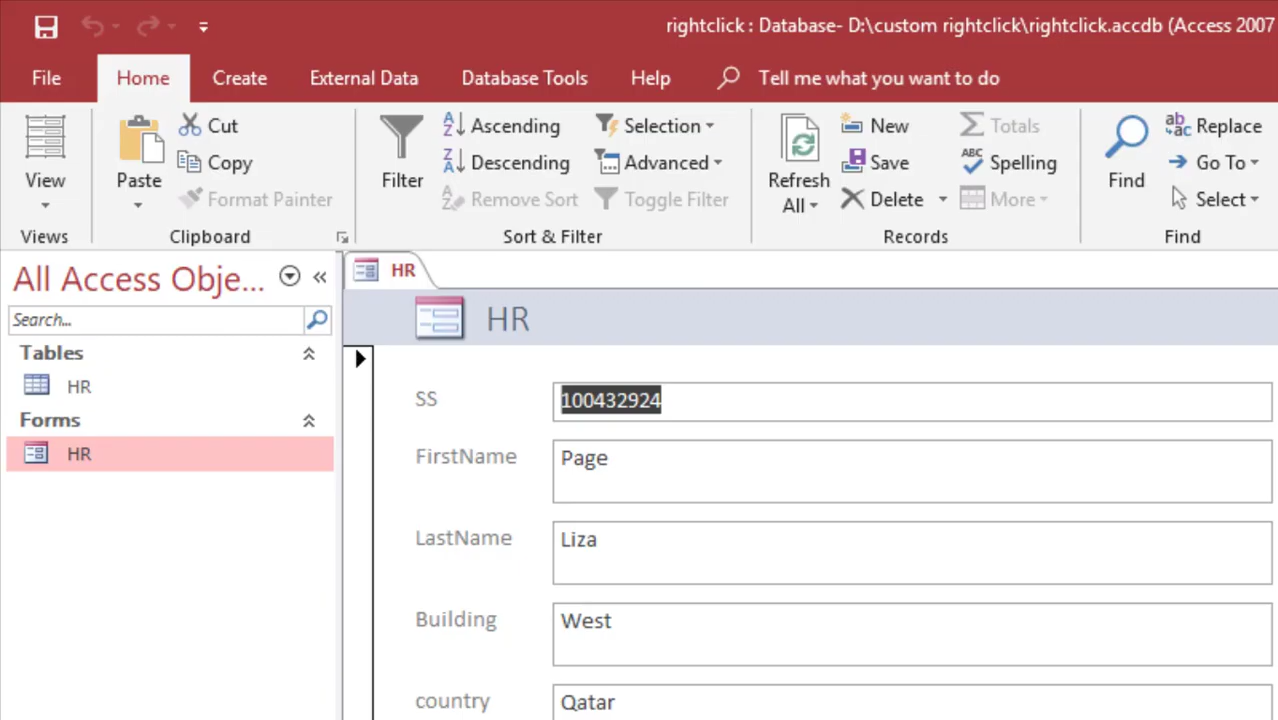 rightclick : Database- D:\custom rightclick\rightclick.accdb (Access 2007
File Home Create External Data Database Tools Help Tell me what you want to do
View
Views
Paste
Cut
Copy
Format Painter
Clipboard
Filter
Ascending
Descending
Remove Sort
Selection
Advanced
Toggle Filter
Sort & Filter
Refresh
All
New
Save
Delete
Totals
Spelling
More
Records
Find
Replace
Go To
Select
Find
All Access Obje...
Search...
Tables
HR
Forms
HR
HR
HR
SS 100432924
FirstName Page
LastName Liza
Building West
country Qatar